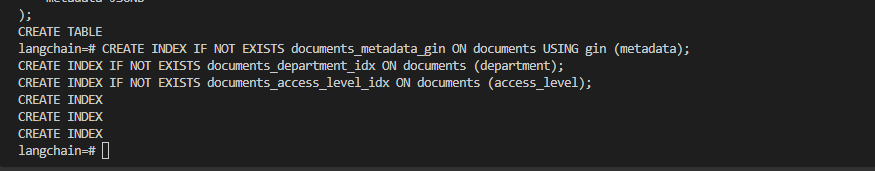 );
CREATE TABLE
langchain=# CREATE INDEX IF NOT EXISTS documents_metadata_gin ON documents USING gin (metadata);
CREATE INDEX IF NOT EXISTS documents_department_idx ON documents (department);
CREATE INDEX IF NOT EXISTS documents_access_level_idx ON documents (access_level);
CREATE INDEX
CREATE INDEX
CREATE INDEX
langchain=#